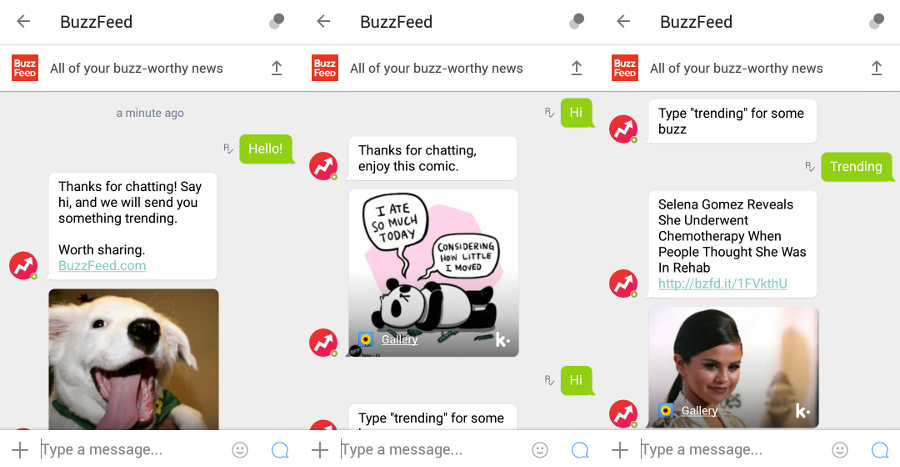 BuzzFeed
BUZZ
FEED
All of your buzz-worthy news
a minute ago
R
Hello!
Thanks for chatting! Say
hi, and we will send you
something trending.
Worth sharing.
BuzzFeed.com
Type a message...
BuzzFeed
BUZZ
FEED
All of your buzz-worthy news
R
Hi
Thanks for chatting,
enjoy this comic.
I ATE
SO MUCH
TODAY
CONSIDERING
HOW LITTLE
I MOVED
Gallery
k.
R
Hi
Type "trending" for some
Type a message...
BuzzFeed
BUZZ
FEED
All of your buzz-worthy news
Type "trending" for some
buzz
R
Trending
Selena Gomez Reveals
She Underwent
Chemotherapy When
People Thought She Was
In Rehab
http://bzfd.it/1FVkthU
Gallery
k.
Type a message...